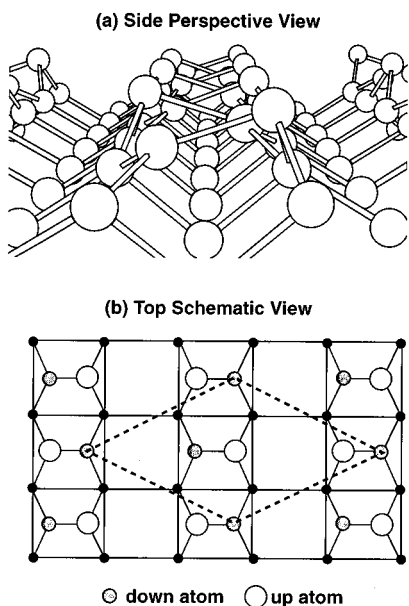 (a) Side Perspective View
(b) Top Schematic View
down atom
up atom